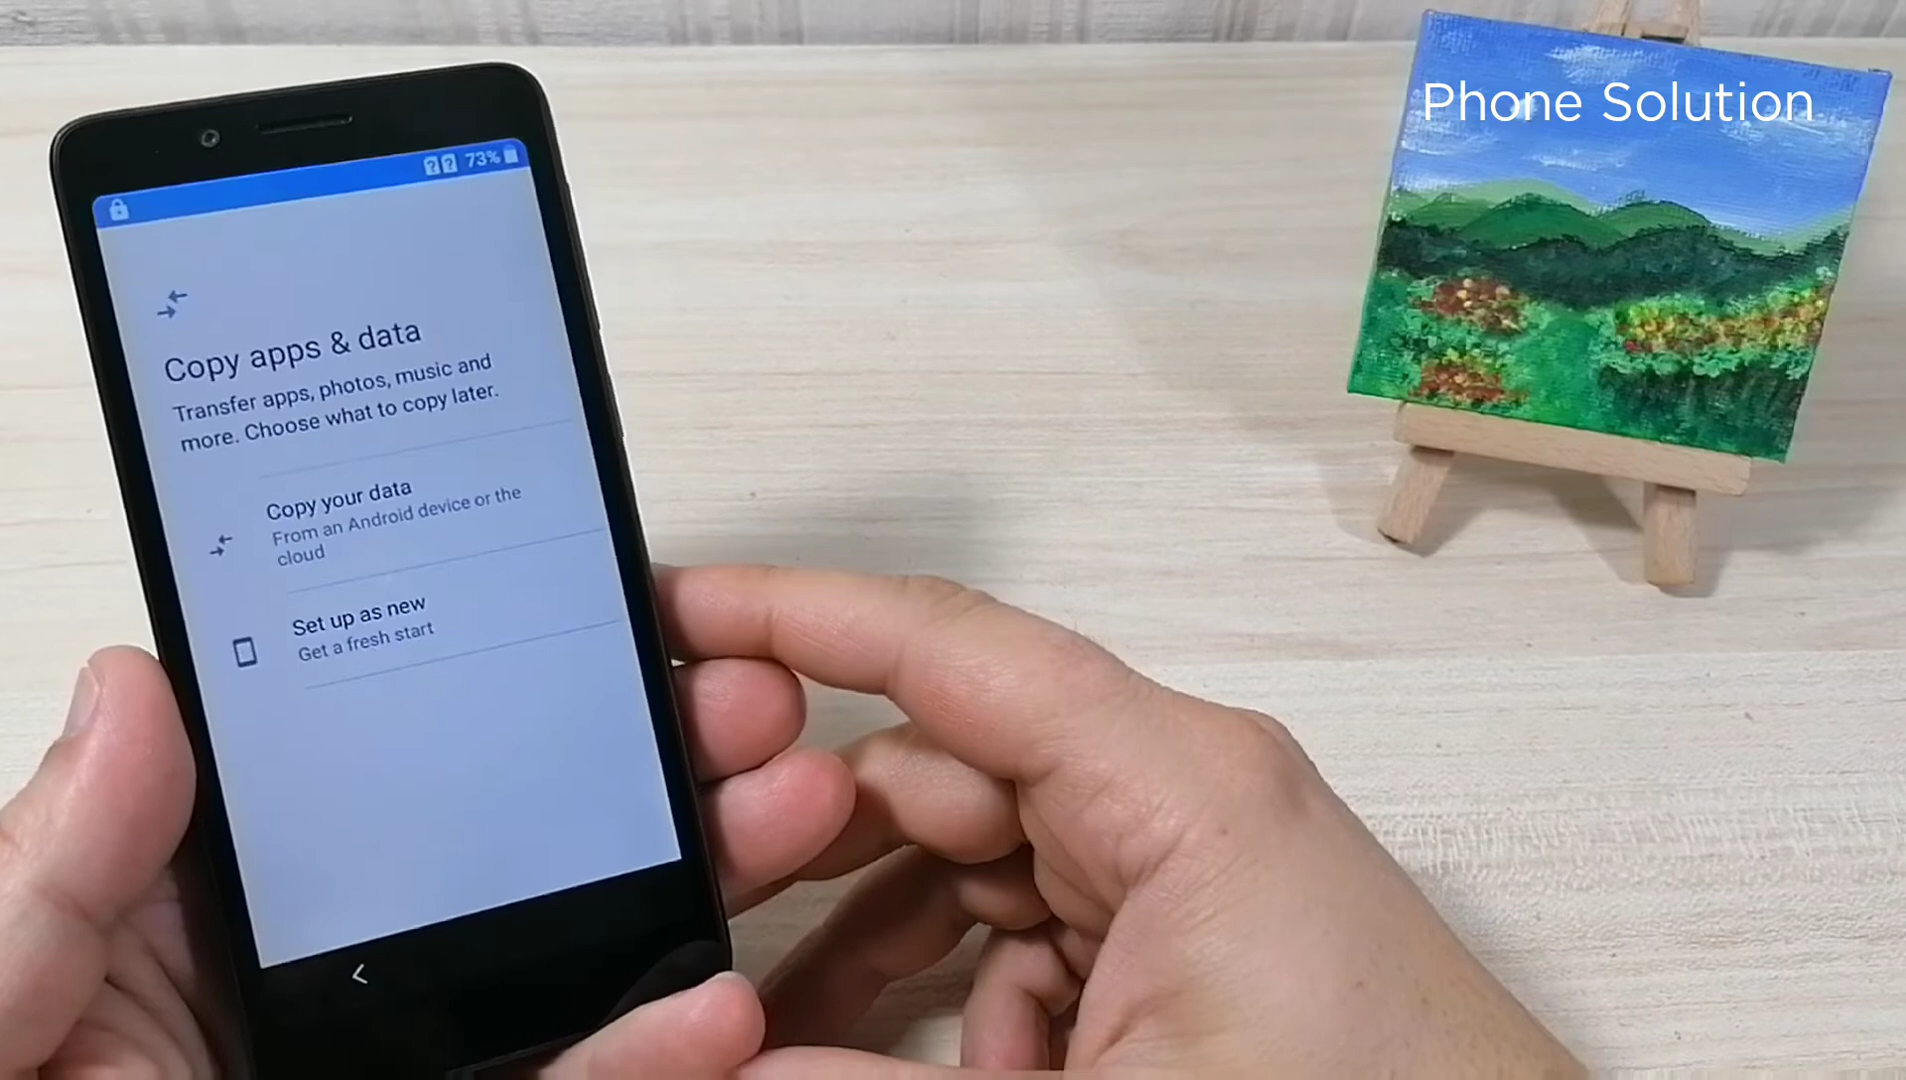 Phone Solution
73%
Copy apps & data
Transfer apps, photos, music and
more. Choose what to copy later.
Copy your data
From an Android device or the
cloud
Set up as new
Get a fresh start